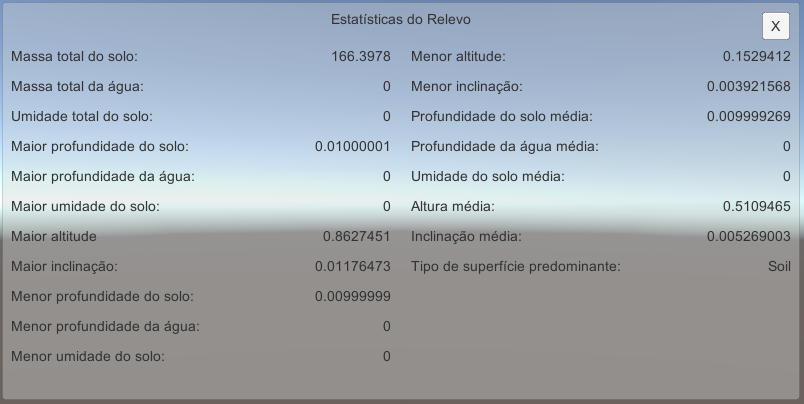 Estatísticas do Relevo
X
Massa total do solo: 166.3978
Massa total da água: 0
Umidade total do solo: 0
Maior profundidade do solo: 0.01000001
Maior profundidade da água: 0
Maior umidade do solo: 0
Maior altitude 0.8627451
Maior inclinação: 0.01176473
Menor profundidade do solo: 0.00999999
Menor profundidade da água: 0
Menor umidade do solo: 0
Menor altitude: 0.1529412
Menor inclinação: 0.003921568
Profundidade do solo média: 0.009999269
Profundidade da água média: 0
Umidade do solo média: 0
Altura média: 0.5109465
Inclinação média: 0.005269003
Tipo de superfície predominante: Soil